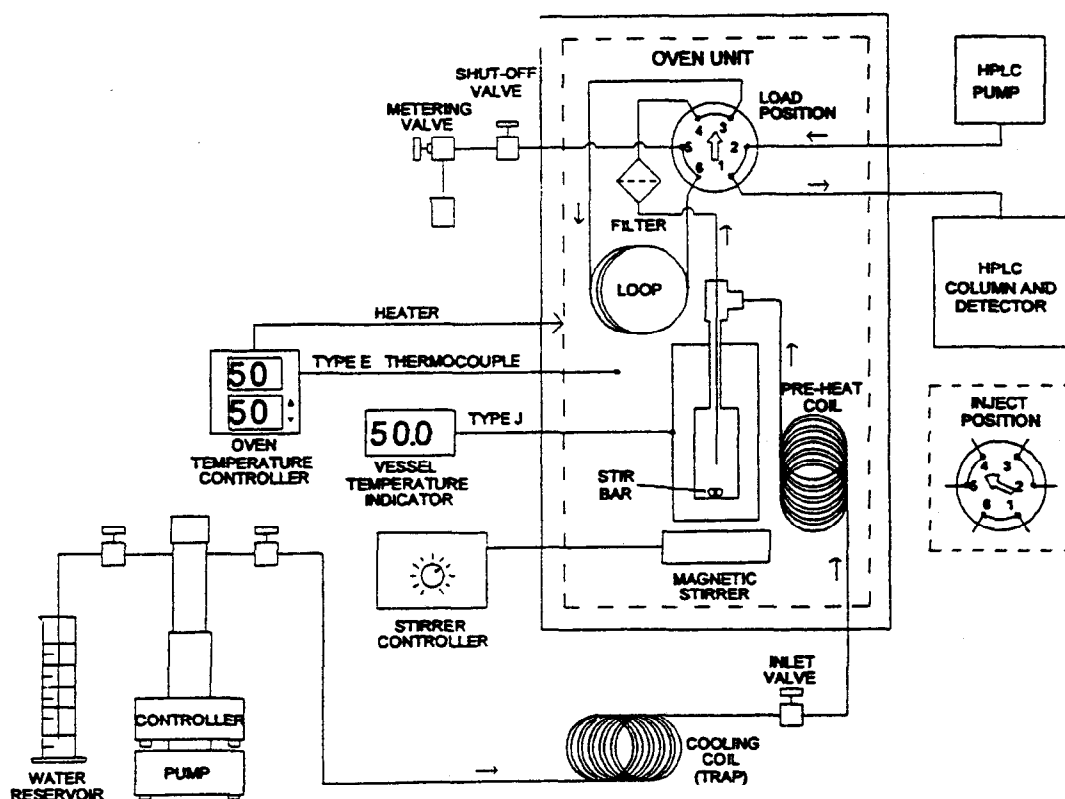 OVEN UNIT
SHUT-OFF
VALVE
METERING
VALVE
LOAD
POSITION
4
3
5
2
6
1
HPLC
PUMP
FILTER
LOOP
HPLC
COLUMN AND
DETECTOR
HEATER
TYPE E THERMOCOUPLE
50
50
OVEN
TEMPERATURE
CONTROLLER
TYPE J
50.0
VESSEL
TEMPERATURE
INDICATOR
PRE-HEAT
COIL
INJECT
POSITION
4
3
5
2
6
1
STIR
BAR
MAGNETIC
STIRRER
STIRRER
CONTROLLER
INLET
VALVE
CONTROLLER
PUMP
WATER
RESERVOIR
COOLING
COIL
(TRAP)